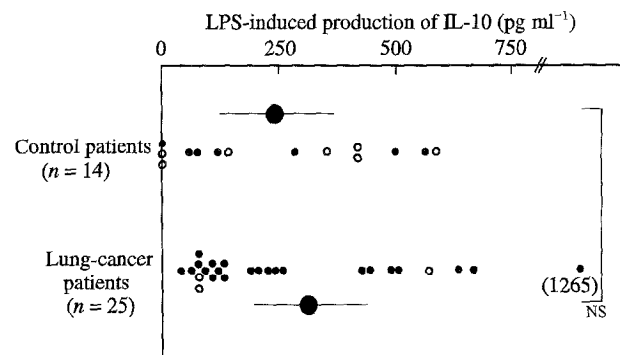 LPS-induced production of IL-10 (pg ml⁻¹)
0 250 500 750
Control patients
(n = 14)
Lung-cancer
patients
(n = 25)
(1265)
NS